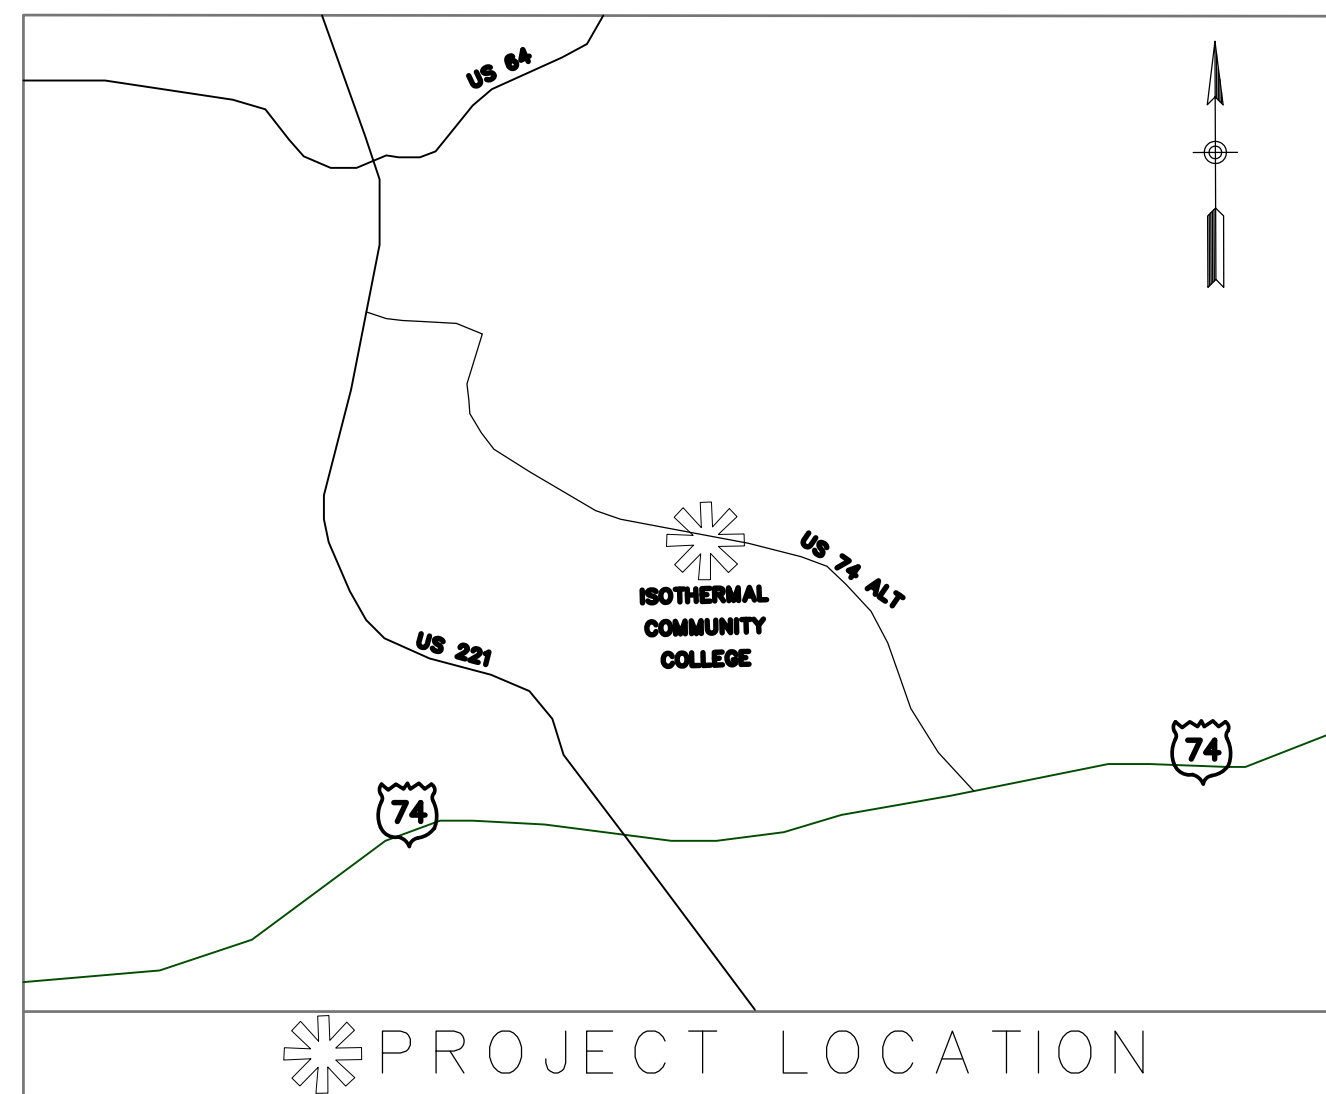 US 64
US 74 ALT
ISOTHERMAL
COMMUNITY
COLLEGE
US 221
74
74
PROJECT LOCATION